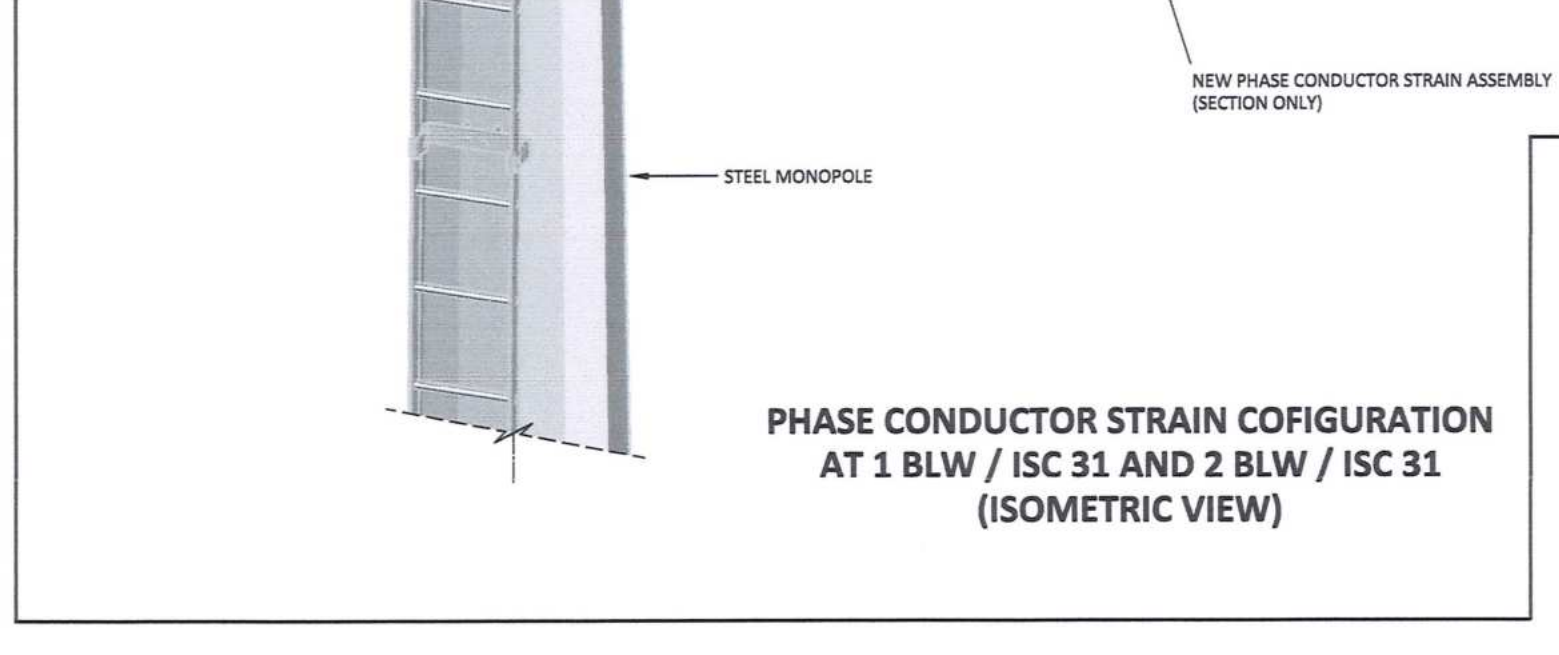 NEW PHASE CONDUCTOR STRAIN ASSEMBLY
(SECTION ONLY)
STEEL MONOPOLE
PHASE CONDUCTOR STRAIN COFIGURATION
AT 1 BLW / ISC 31 AND 2 BLW / ISC 31
(ISOMETRIC VIEW)